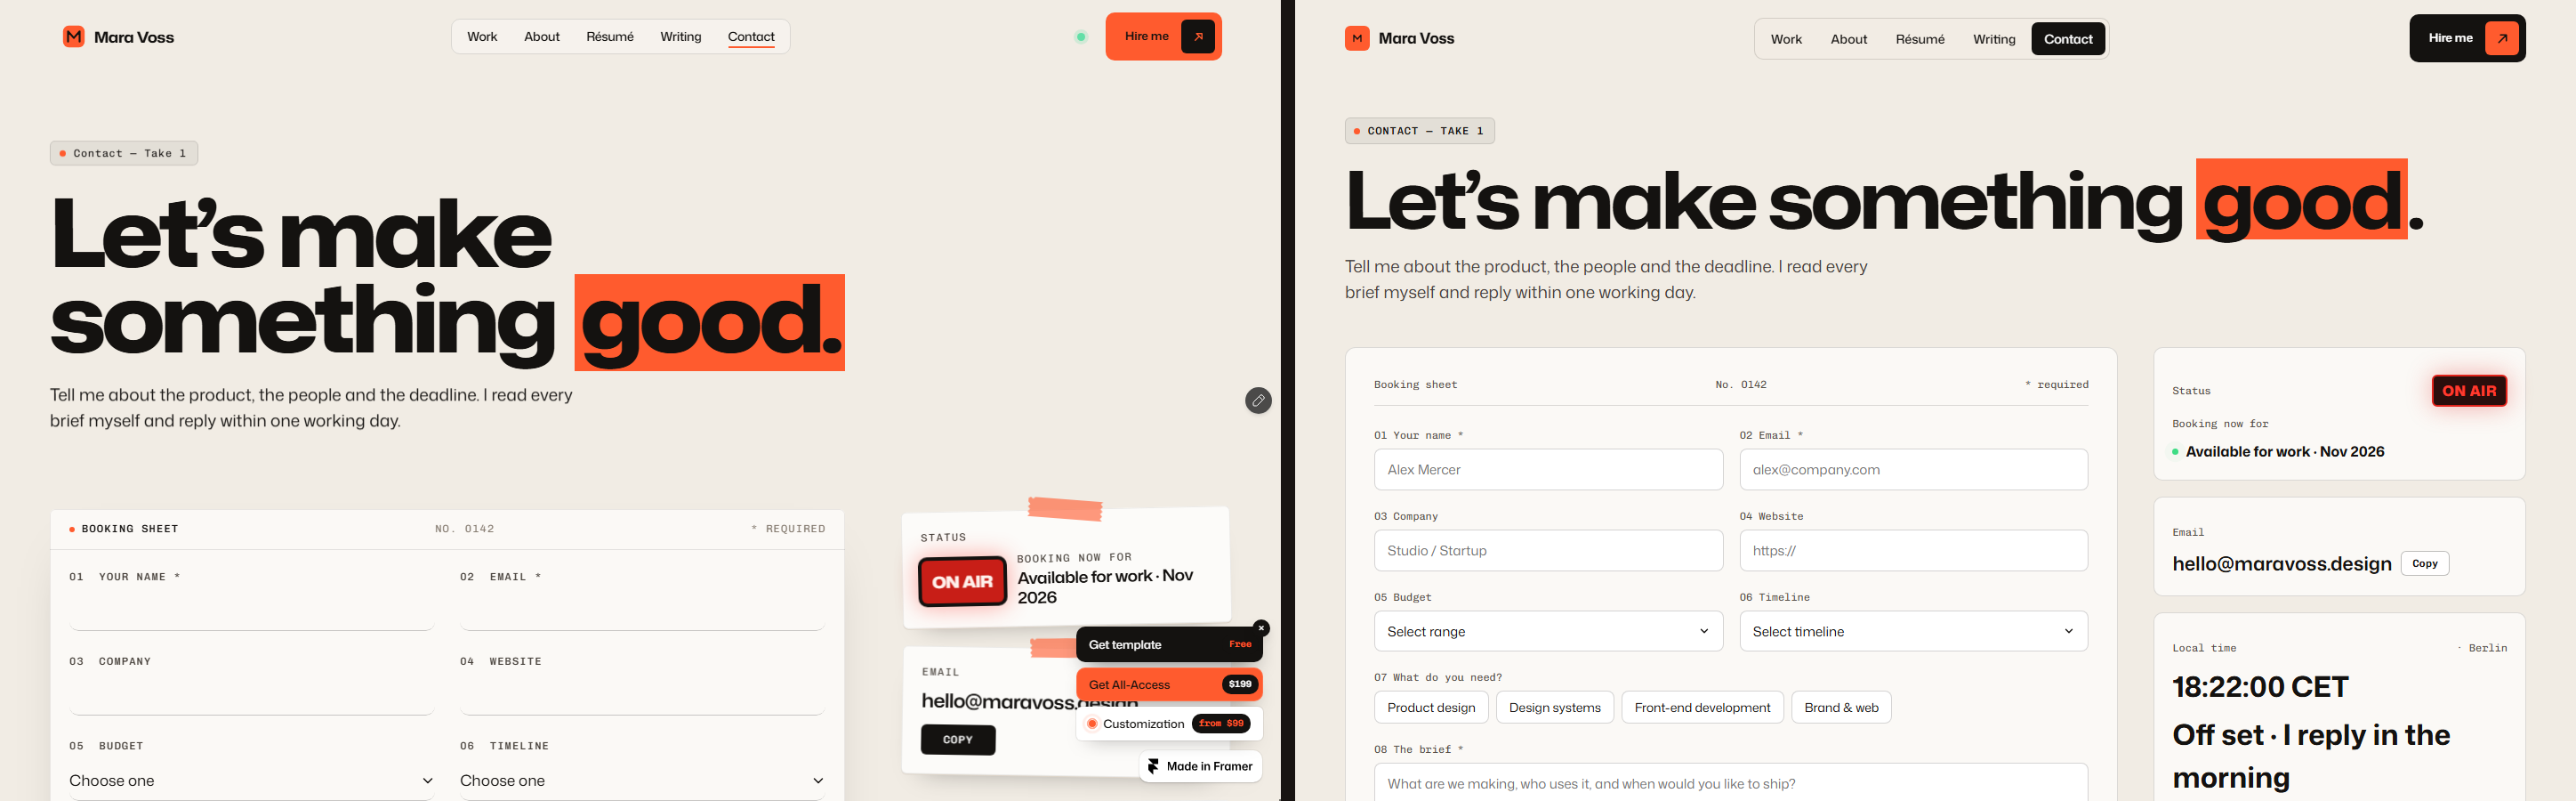 Mara Voss
Work About Résumé Writing Contact
Hire me
Contact — Take 1
Let’s make
something good.
Tell me about the product, the people and the deadline. I read every
brief myself and reply within one working day.
BOOKING SHEET NO. 0142 * REQUIRED
01 YOUR NAME * 02 EMAIL *
03 COMPANY 04 WEBSITE
05 BUDGET 06 TIMELINE
Choose one Choose one
STATUS
ON AIR
BOOKING NOW FOR
Available for work · Nov
2026
EMAIL
hello@maravoss.design
COPY
Get template Free
Get All-Access $199
Customization from $99
Made in Framer
Mara Voss
Work About Résumé Writing Contact
Hire me
CONTACT — TAKE 1
Let’s make something good.
Tell me about the product, the people and the deadline. I read every
brief myself and reply within one working day.
Booking sheet No. 0142 * required
01 Your name * 02 Email *
Alex Mercer alex@company.com
03 Company 04 Website
Studio / Startup https://
05 Budget 06 Timeline
Select range Select timeline
07 What do you need?
Product design Design systems Front-end development Brand & web
08 The brief *
What are we making, who uses it, and when would you like to ship?
Status ON AIR
Booking now for
Available for work · Nov 2026
Email
hello@maravoss.design Copy
Local time · Berlin
18:22:00 CET
Off set · I reply in the
morning